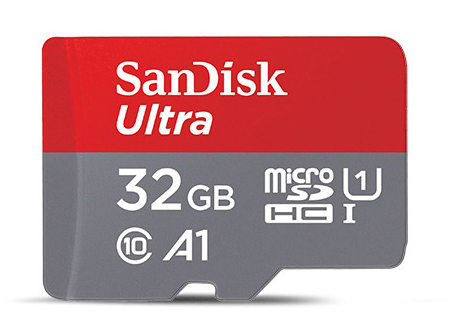 SanDisk
Ultra
32GB
micro
SD
HC I
U1
10 A1